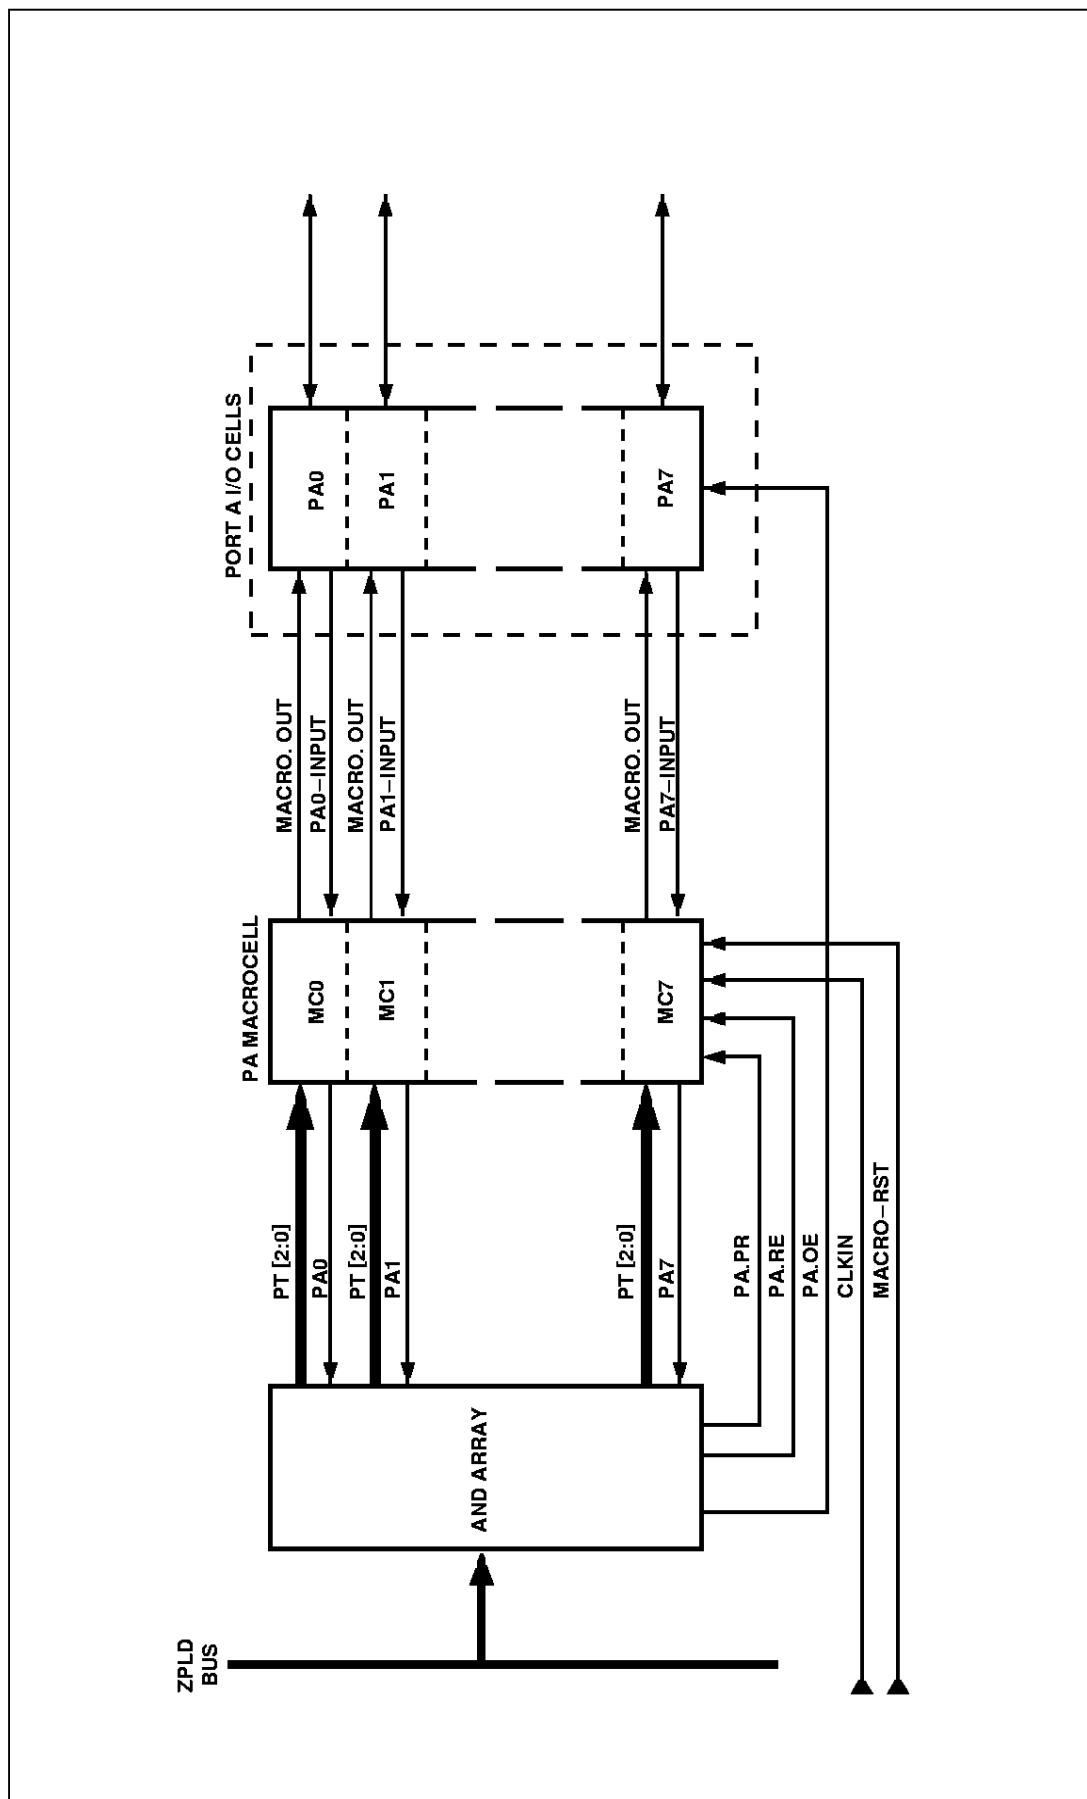 ZPLD
BUS
AND ARRAY
PT [2:0]
PA0
PT [2:0]
PA1
PT [2:0]
PA7
PA.PR
PA.RE
PA.OE
CLKIN
MACRO–RST
PA MACROCELL
MC0
MC1
MC7
MACRO. OUT
PA0–INPUT
MACRO. OUT
PA1–INPUT
MACRO. OUT
PA7–INPUT
PORT A I/O CELLS
PA0
PA1
PA7